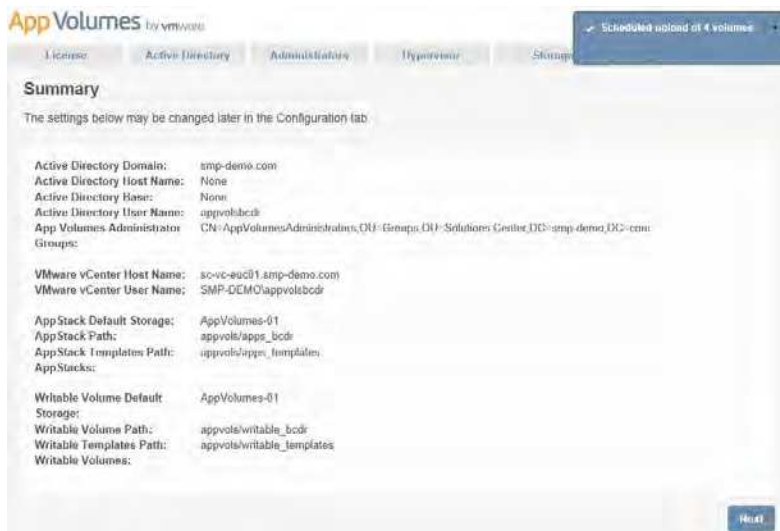 App Volumes by vmware
✓ Scheduled upload of 4 volumes
License Active Directory Administrators Hypervisor Storage
Summary
The settings below may be changed later in the Configuration tab.
Active Directory Domain: smp-demo.com
Active Directory Host Name: None
Active Directory Base: None
Active Directory User Name: appvolsbcdr
App Volumes Administrator CN=AppVolumesAdministrators,OU=Groups,OU=Solutions Center,DC=smp-demo,DC=com
Groups:
VMware vCenter Host Name: sc-vc-euc01.smp-demo.com
VMware vCenter User Name: SMP-DEMO\appvolsbcdr
AppStack Default Storage: AppVolumes-01
AppStack Path: appvols/apps_bcdr
AppStack Templates Path: appvols/apps_templates
AppStacks:
Writable Volume Default AppVolumes-01
Storage:
Writable Volume Path: appvols/writable_bcdr
Writable Templates Path: appvols/writable_templates
Writable Volumes:
Next